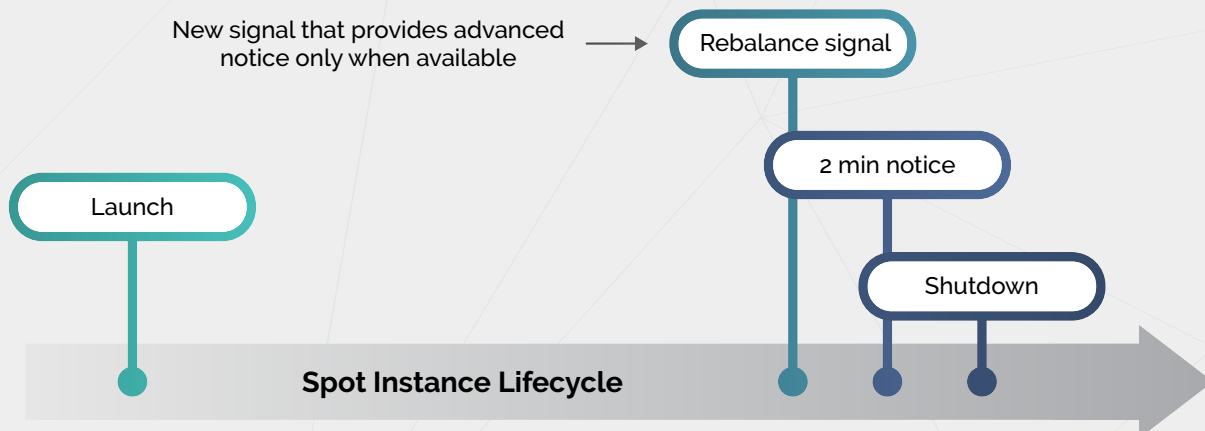 New signal that provides advanced
notice only when available
Rebalance signal
2 min notice
Launch
Shutdown
Spot Instance Lifecycle